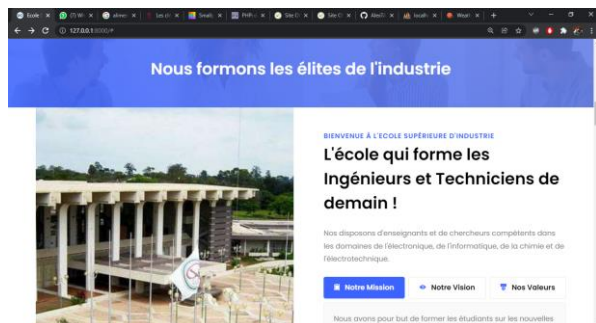 Ecole
127.0.0.1:8000/#
Nous formons les élites de l'industrie
BIENVENUE À L'ECOLE SUPÉRIEURE D'INDUSTRIE
L'école qui forme les
Ingénieurs et Techniciens de
demain !
Nos disposons d'enseignants et de chercheurs compétents dans
les domaines de l'électronique, de l'informatique, de la chimie et de
l'électrotechnique.
Notre Mission
Notre Vision
Nos Valeurs
Nous avons pour but de former les étudiants sur les nouvelles